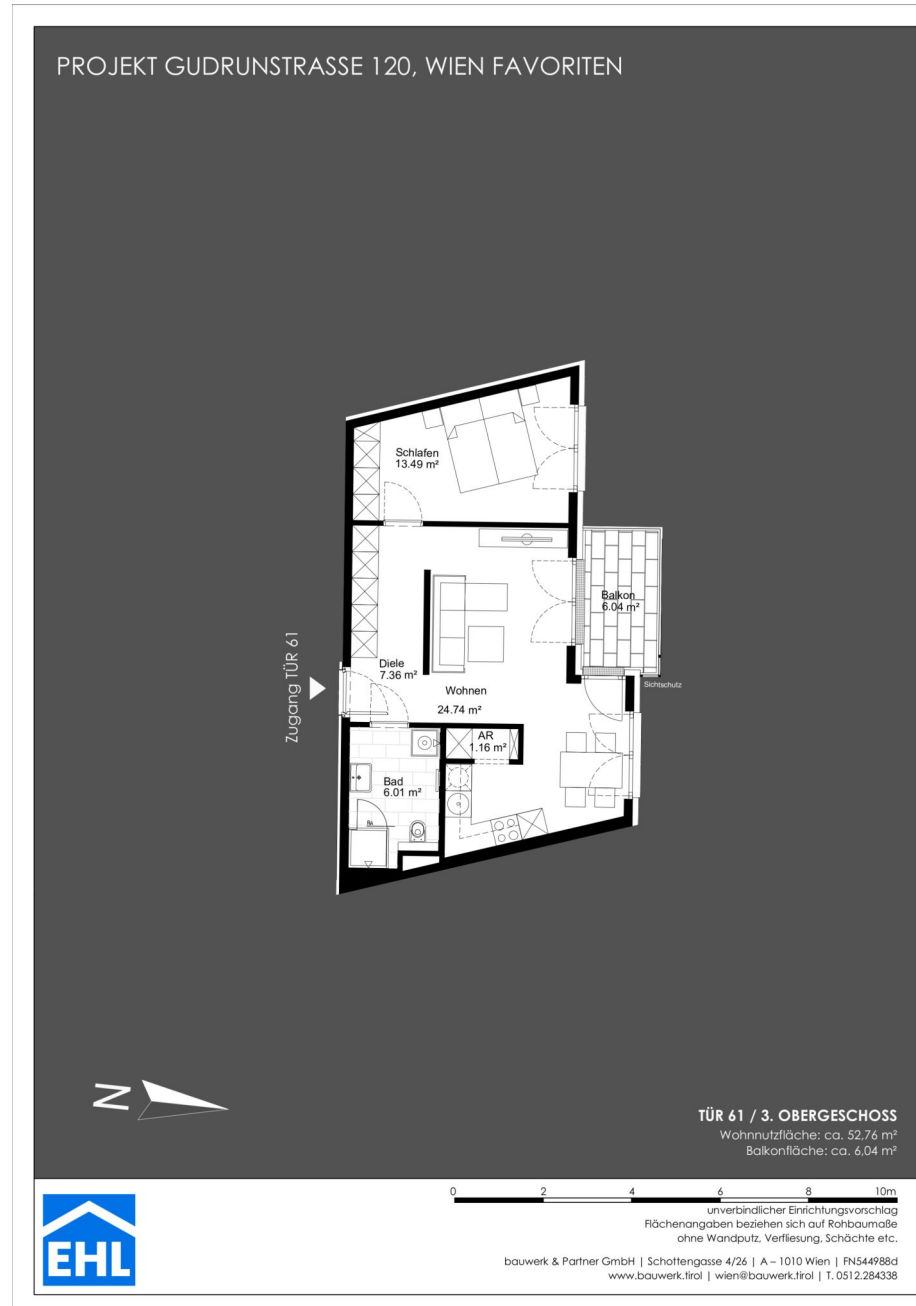 PROJEKT GUDRUNSTRASSE 120, WIEN FAVORITEN
Schlafen
13.49 m²
Balkon
6.04 m²
Zugang TÜR 61
Diele
7.36 m²
Sichtschutz
Wohnen
24.74 m²
AR
1.16 m²
Bad
6.01 m²
N
TÜR 61 / 3. OBERGESCHOSS
Wohnnutzfläche: ca. 52,76 m²
Balkonfläche: ca. 6,04 m²
0 2 4 6 8 10m
unverbindlicher Einrichtungsvorschlag
Flächenangaben beziehen sich auf Rohbaumaße
ohne Wandputz, Verfliesung, Schächte etc.
EHL
bauwerk & Partner GmbH | Schottengasse 4/26 | A – 1010 Wien | FN544988d
www.bauwerk.tirol | wien@bauwerk.tirol | T. 0512.284338